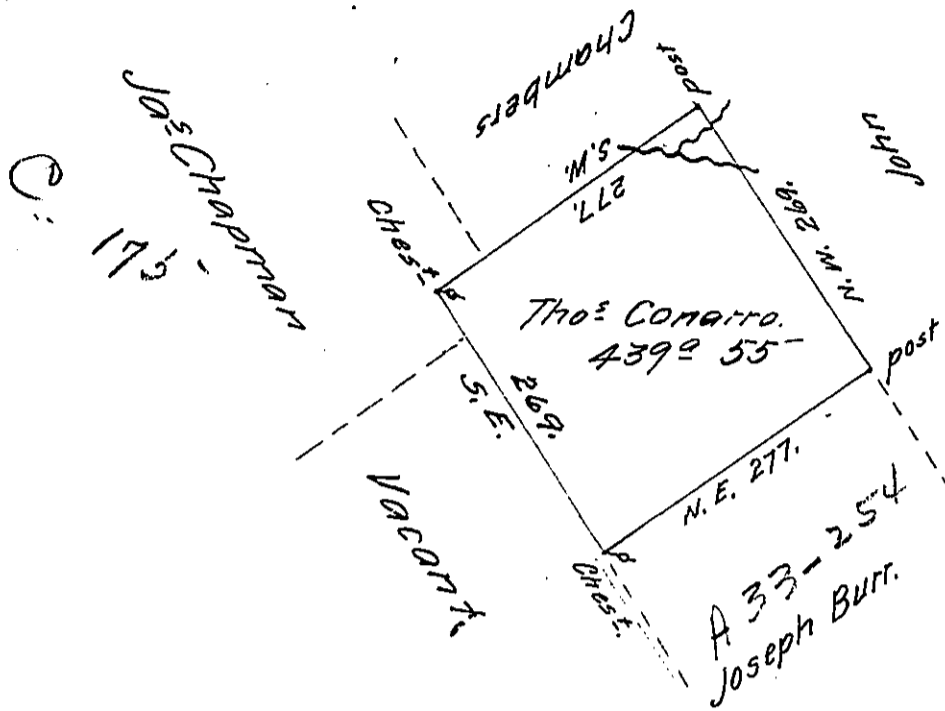 Chambers
post
John
Jas Chapman
C: 175.
S.W.
277.
N.W. 269.
Chest.
Thos Conarro.
439a 55
post
S.E.
269.
N.E. 277.
Vacant.
Chest.
A 33-254
Joseph Burr.